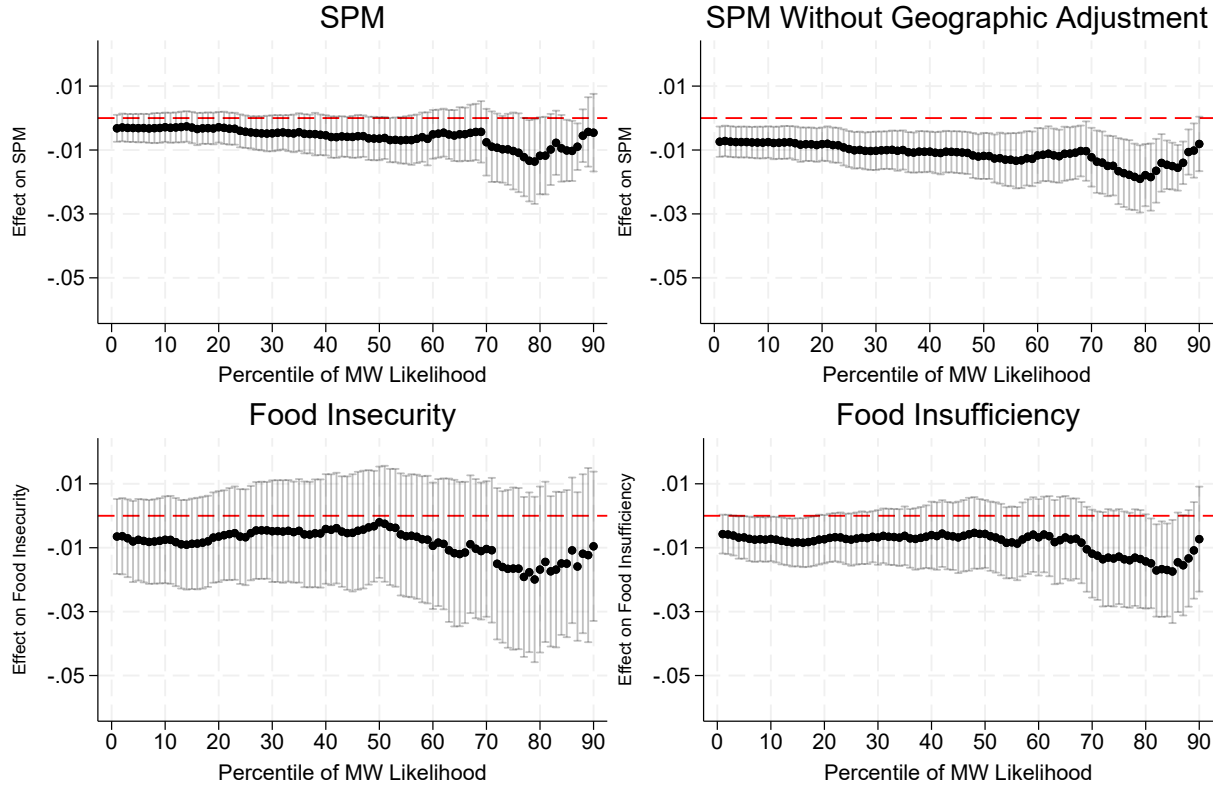 SPM
Effect on SPM
.01
-.01
-.03
-.05
0 10 20 30 40 50 60 70 80 90
Percentile of MW Likelihood
SPM Without Geographic Adjustment
Effect on SPM
.01
-.01
-.03
-.05
0 10 20 30 40 50 60 70 80 90
Percentile of MW Likelihood
Food Insecurity
Effect on Food Insecurity
.01
-.01
-.03
-.05
0 10 20 30 40 50 60 70 80 90
Percentile of MW Likelihood
Food Insufficiency
Effect on Food Insufficiency
.01
-.01
-.03
-.05
0 10 20 30 40 50 60 70 80 90
Percentile of MW Likelihood